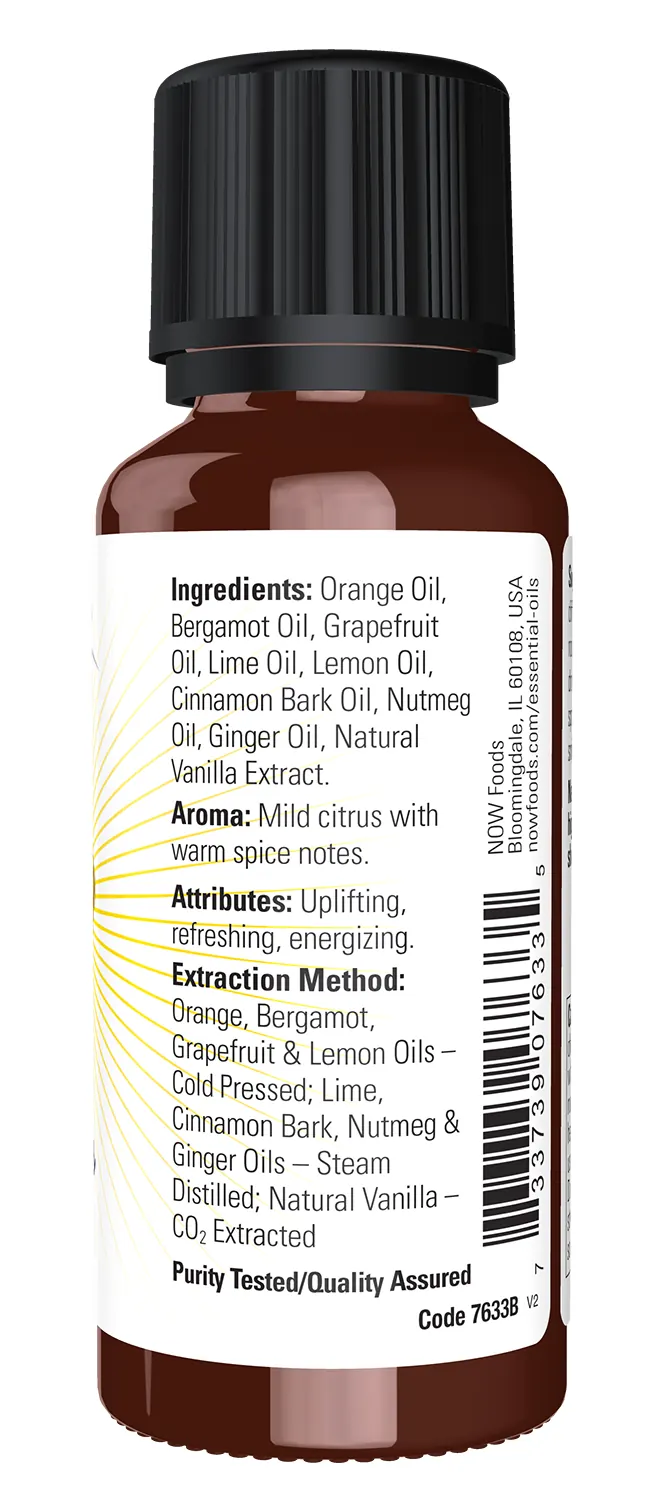 Ingredients: Orange Oil,
Bergamot Oil, Grapefruit
Oil, Lime Oil, Lemon Oil,
Cinnamon Bark Oil, Nutmeg
Oil, Ginger Oil, Natural
Vanilla Extract.
Aroma: Mild citrus with
warm spice notes.
Attributes: Uplifting,
refreshing, energizing.
Extraction Method:
Orange, Bergamot,
Grapefruit & Lemon Oils –
Cold Pressed; Lime,
Cinnamon Bark, Nutmeg &
Ginger Oils – Steam
Distilled; Natural Vanilla –
CO₂ Extracted
Purity Tested/Quality Assured
Code 7633B V2
NOW Foods
Bloomingdale, IL 60108, USA
nowfoods.com/essential-oils
7 33739 07633 5